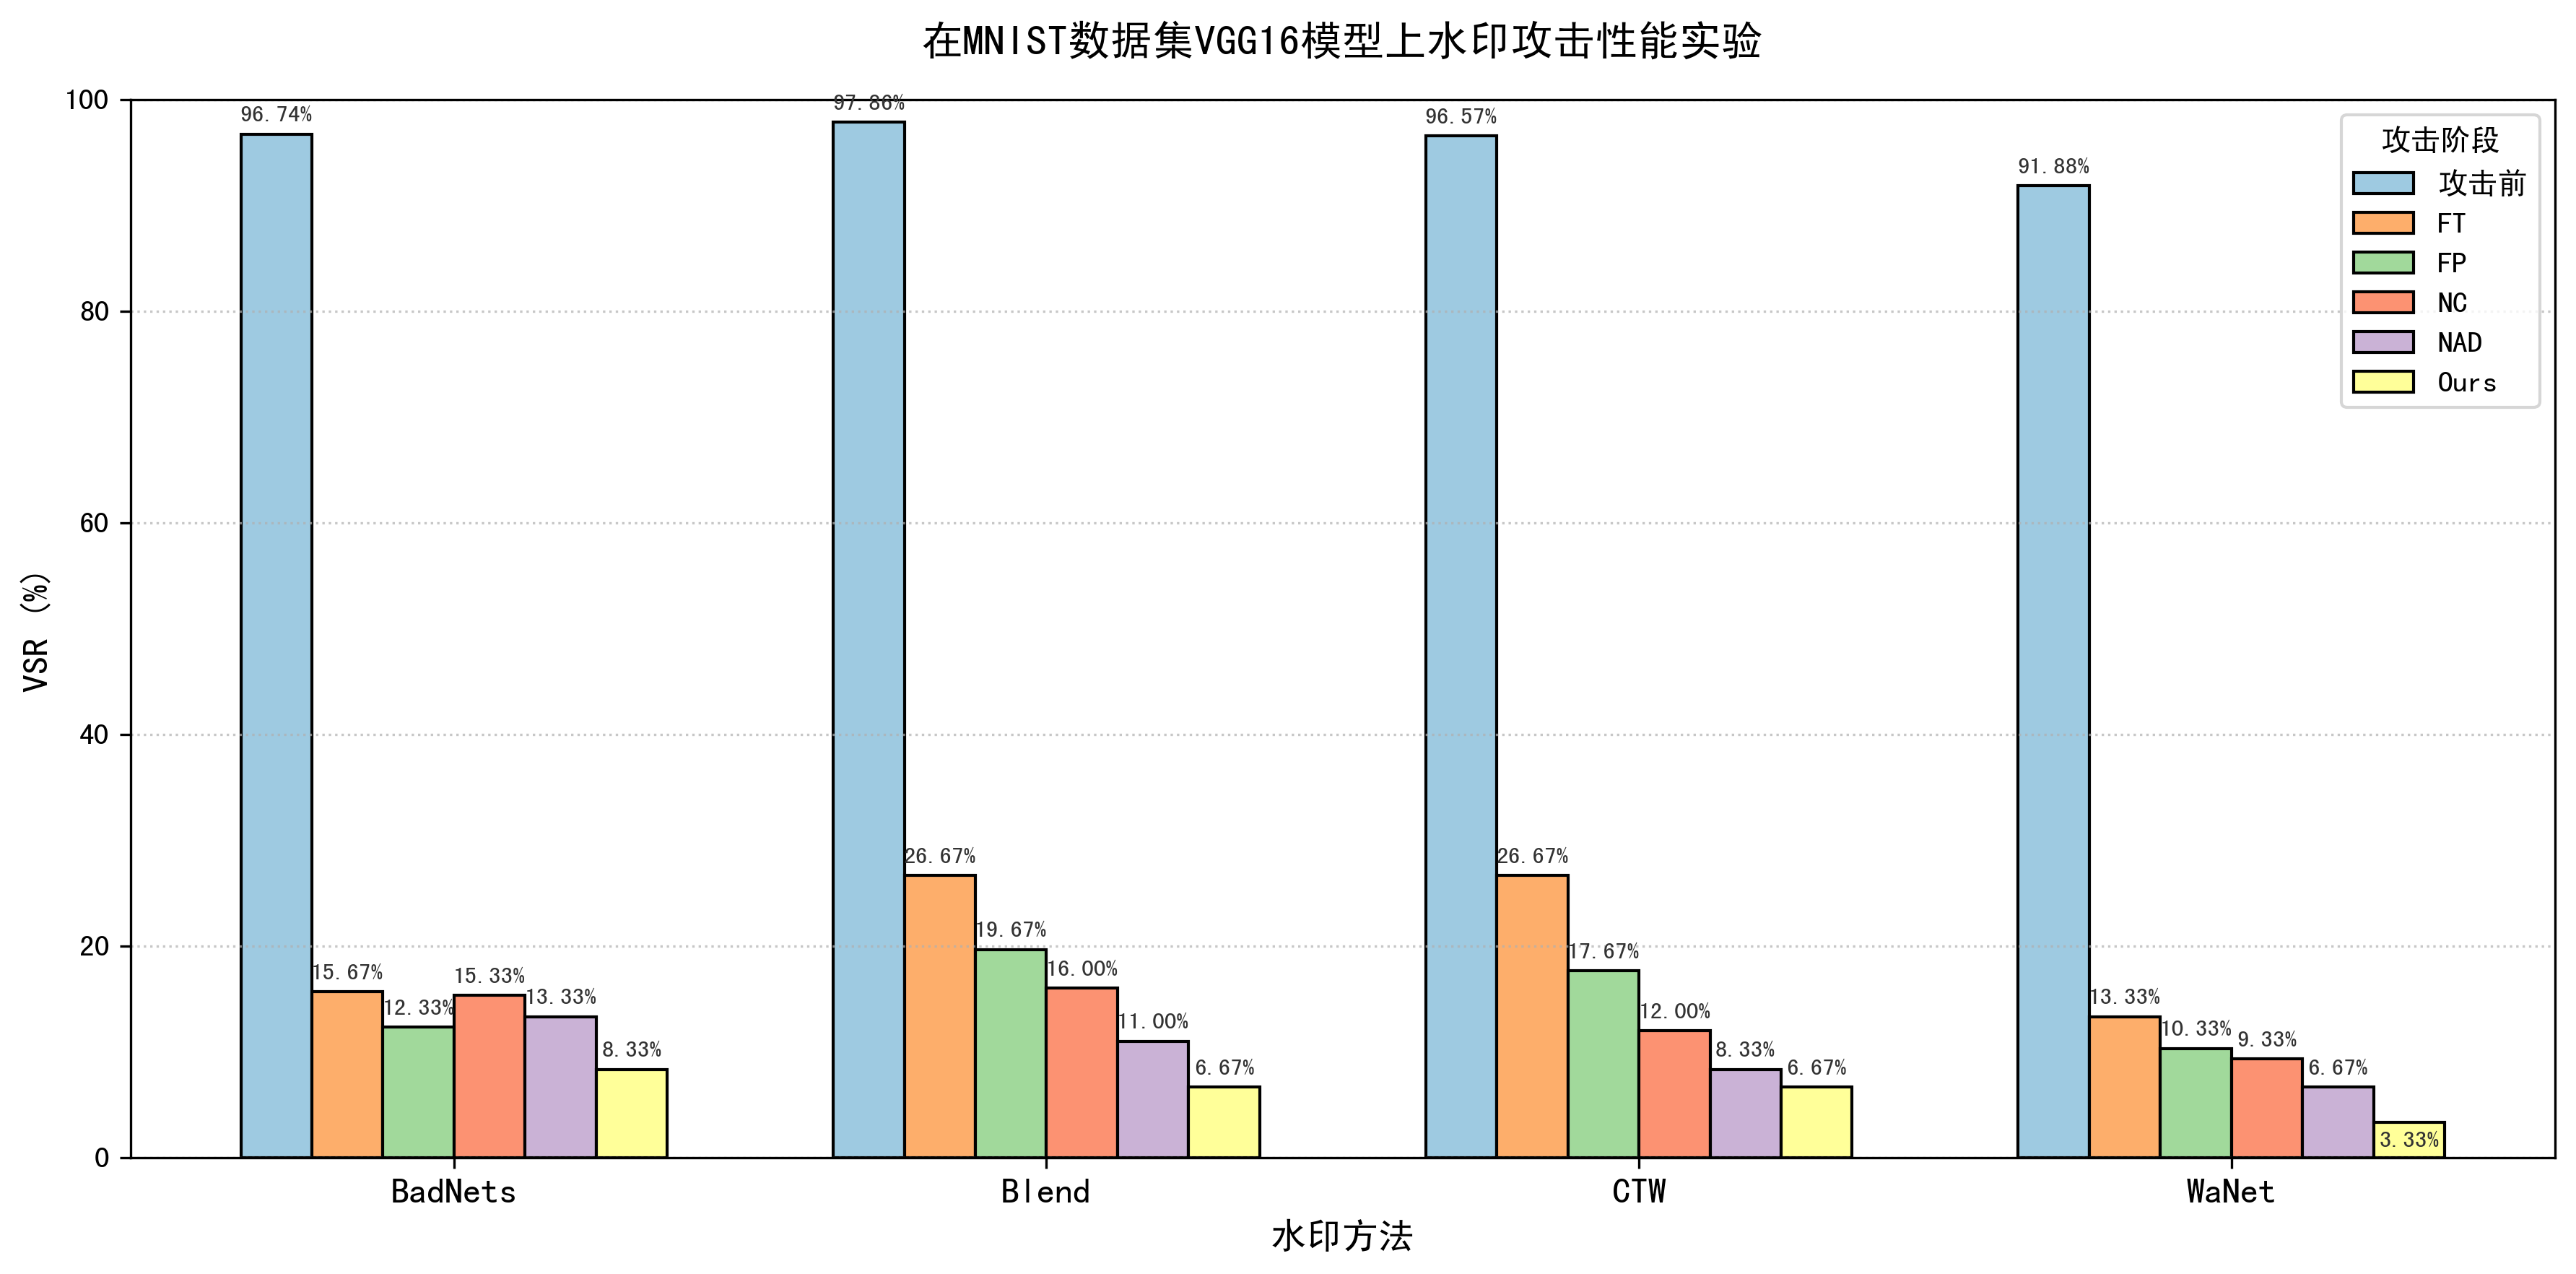 在MNIST数据集VGG16模型上水印攻击性能实验
100
80
60
40
20
0
VSR (%)
96.74%
15.67%
12.33%
15.33%
13.33%
8.33%
97.86%
26.67%
19.67%
16.00%
11.00%
6.67%
96.57%
26.67%
17.67%
12.00%
8.33%
6.67%
91.88%
13.33%
10.33%
9.33%
6.67%
3.33%
攻击阶段
攻击前
FT
FP
NC
NAD
Ours
BadNets
Blend
CTW
WaNet
水印方法